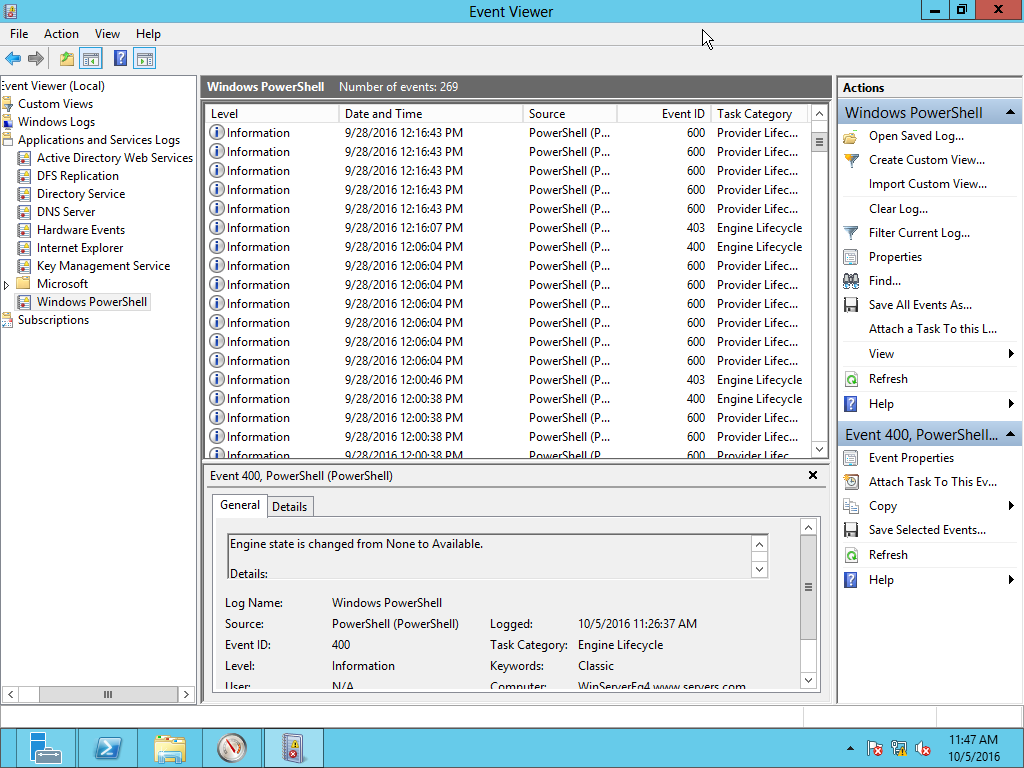 Event Viewer
File Action View Help
Event Viewer (Local)
Custom Views
Windows Logs
Applications and Services Logs
Active Directory Web Services
DFS Replication
Directory Service
DNS Server
Hardware Events
Internet Explorer
Key Management Service
Microsoft
Windows PowerShell
Subscriptions
Windows PowerShell Number of events: 269
Level Date and Time Source Event ID Task Category
Information 9/28/2016 12:16:43 PM PowerShell (P... 600 Provider Lifec...
Information 9/28/2016 12:16:43 PM PowerShell (P... 600 Provider Lifec...
Information 9/28/2016 12:16:43 PM PowerShell (P... 600 Provider Lifec...
Information 9/28/2016 12:16:43 PM PowerShell (P... 600 Provider Lifec...
Information 9/28/2016 12:16:43 PM PowerShell (P... 600 Provider Lifec...
Information 9/28/2016 12:16:07 PM PowerShell (P... 403 Engine Lifecycle
Information 9/28/2016 12:06:04 PM PowerShell (P... 400 Engine Lifecycle
Information 9/28/2016 12:06:04 PM PowerShell (P... 600 Provider Lifec...
Information 9/28/2016 12:06:04 PM PowerShell (P... 600 Provider Lifec...
Information 9/28/2016 12:06:04 PM PowerShell (P... 600 Provider Lifec...
Information 9/28/2016 12:06:04 PM PowerShell (P... 600 Provider Lifec...
Information 9/28/2016 12:06:04 PM PowerShell (P... 600 Provider Lifec...
Information 9/28/2016 12:06:04 PM PowerShell (P... 600 Provider Lifec...
Information 9/28/2016 12:00:46 PM PowerShell (P... 403 Engine Lifecycle
Information 9/28/2016 12:00:38 PM PowerShell (P... 400 Engine Lifecycle
Information 9/28/2016 12:00:38 PM PowerShell (P... 600 Provider Lifec...
Information 9/28/2016 12:00:38 PM PowerShell (P... 600 Provider Lifec...
Information 9/28/2016 12:00:38 PM PowerShell (P... 600 Provider Lifec...
Event 400, PowerShell (PowerShell)
General Details
Engine state is changed from None to Available.
Details:
Log Name: Windows PowerShell
Source: PowerShell (PowerShell) Logged: 10/5/2016 11:26:37 AM
Event ID: 400 Task Category: Engine Lifecycle
Level: Information Keywords: Classic
User: N/A Computer: WinServerEg4.www.servers.com
Actions
Windows PowerShell
Open Saved Log...
Create Custom View...
Import Custom View...
Clear Log...
Filter Current Log...
Properties
Find...
Save All Events As...
Attach a Task To this L...
View
Refresh
Help
Event 400, PowerShell...
Event Properties
Attach Task To This Ev...
Copy
Save Selected Events...
Refresh
Help
11:47 AM
10/5/2016